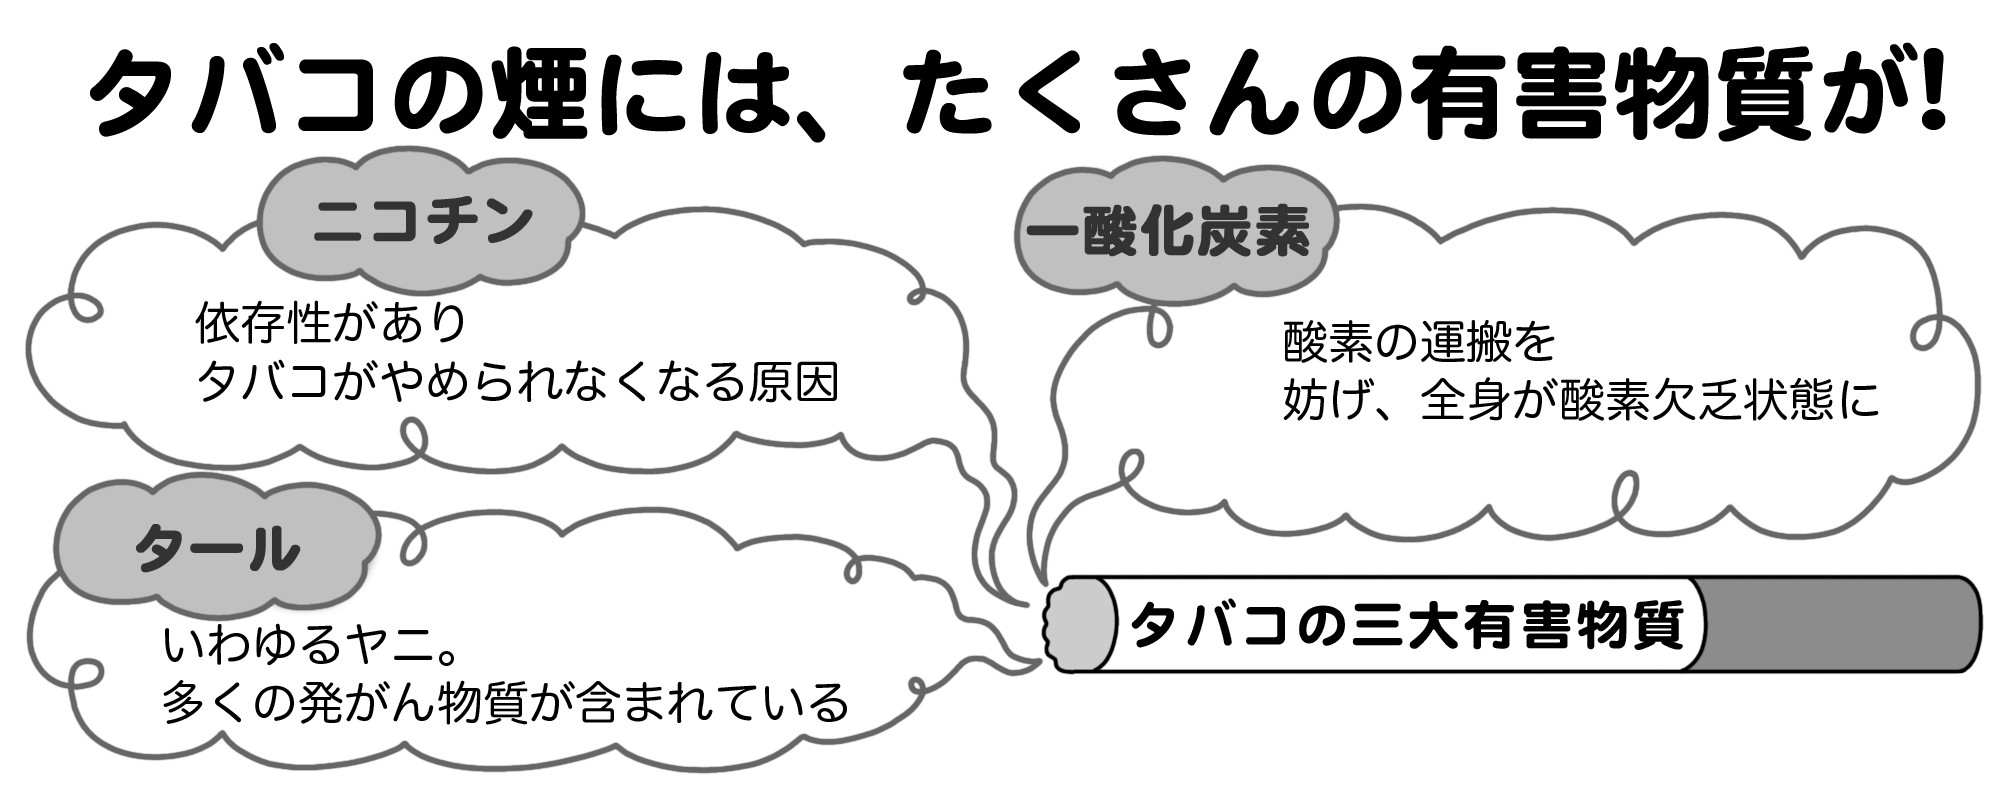 タバコの煙には、たくさんの有害物質が!
ニコチン
依存性があり
タバコがやめられなくなる原因
一酸化炭素
酸素の運搬を
妨げ、全身が酸素欠乏状態に
タール
いわゆるヤニ。
多くの発がん物質が含まれている
タバコの三大有害物質